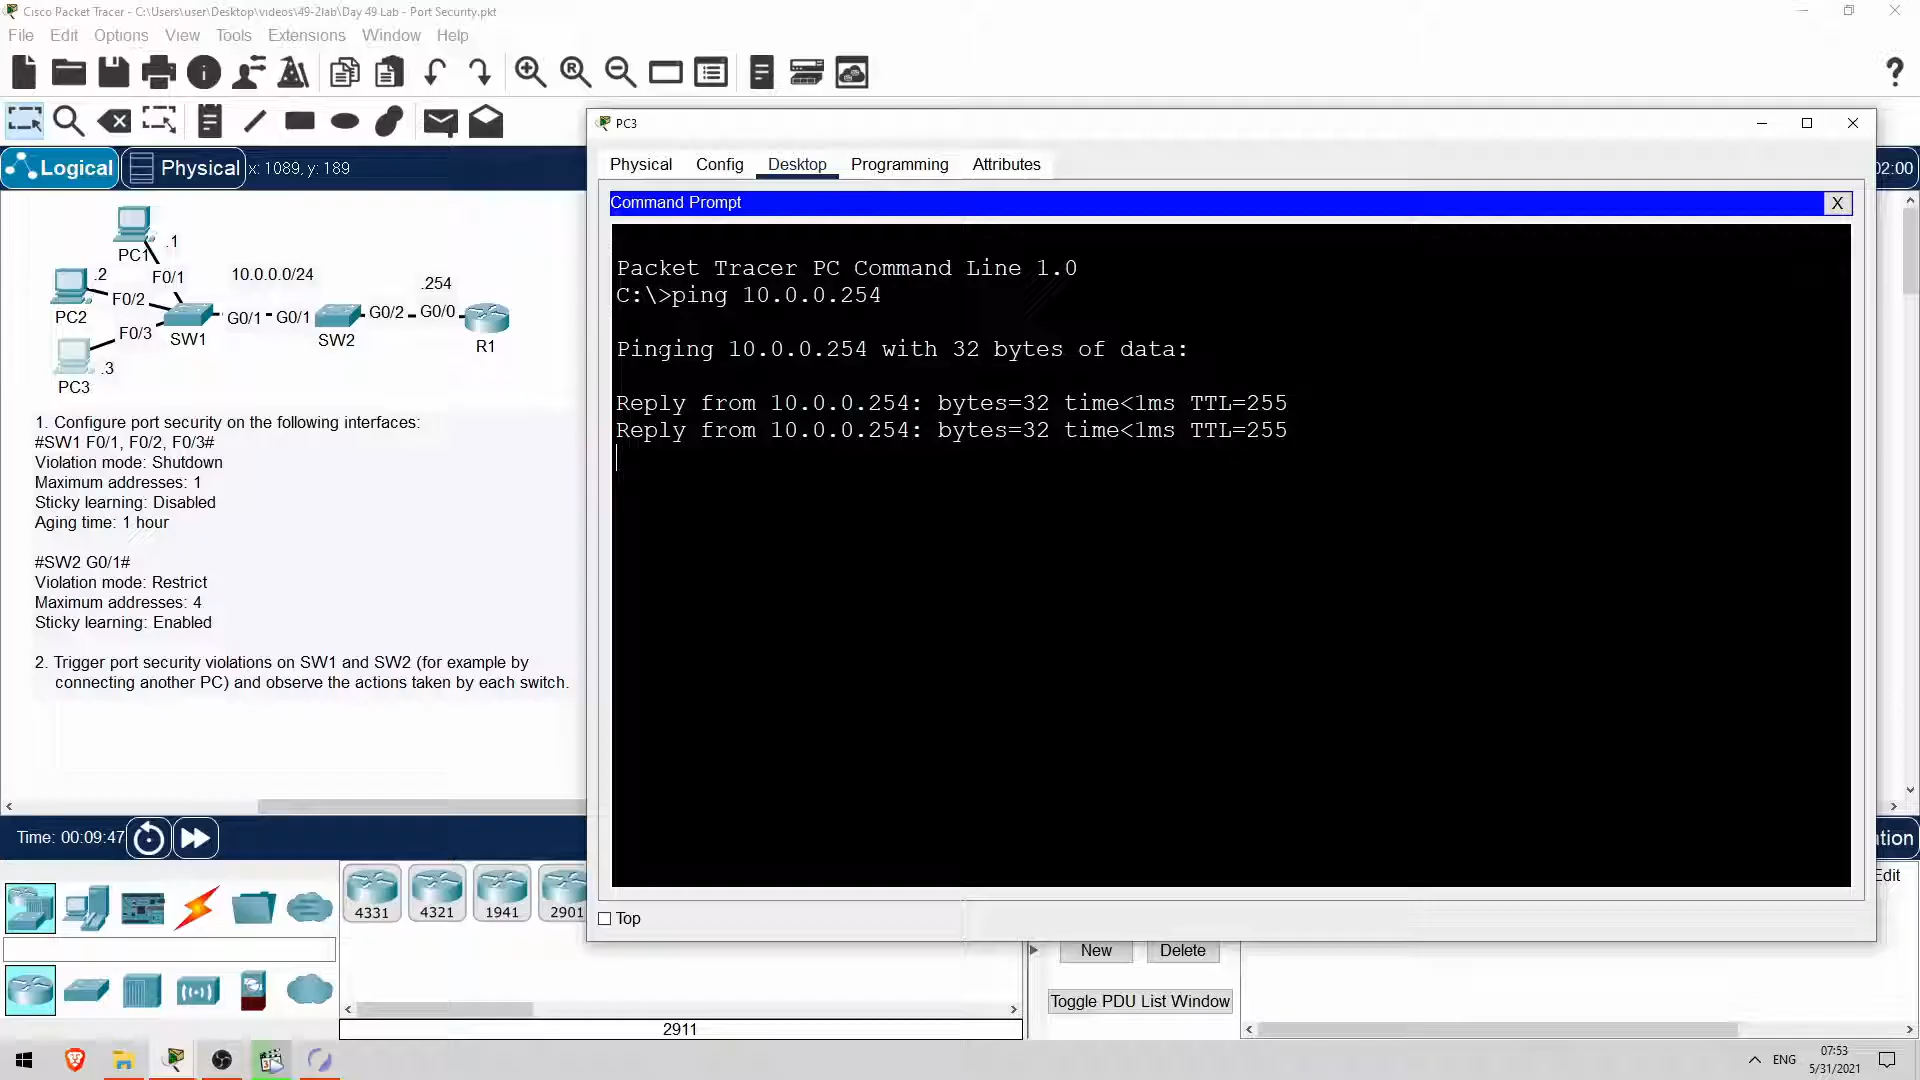 Cisco Packet Tracer - C:\Users\user\Desktop\videos\49-2lab\Day 49 Lab - Port Security.pkt
File Edit Options View Tools Extensions Window Help
Logical Physical x: 1089, y: 189
02:00
PC3
Physical Config Desktop Programming Attributes
Command Prompt X
Packet Tracer PC Command Line 1.0
C:\>ping 10.0.0.254
Pinging 10.0.0.254 with 32 bytes of data:
Reply from 10.0.0.254: bytes=32 time<1ms TTL=255
Reply from 10.0.0.254: bytes=32 time<1ms TTL=255
Top
.1
PC1
F0/1
.2
F0/2
PC2
10.0.0.0/24
.254
G0/1 G0/1 G0/2 G0/0
F0/3
SW1 SW2 R1
.3
PC3
1. Configure port security on the following interfaces:
#SW1 F0/1, F0/2, F0/3#
Violation mode: Shutdown
Maximum addresses: 1
Sticky learning: Disabled
Aging time: 1 hour
#SW2 G0/1#
Violation mode: Restrict
Maximum addresses: 4
Sticky learning: Enabled
2. Trigger port security violations on SW1 and SW2 (for example by
connecting another PC) and observe the actions taken by each switch.
Time: 00:09:47
4331 4321 1941 2901
Edit
New Delete
Toggle PDU List Window
2911
ENG
07:53
5/31/2021